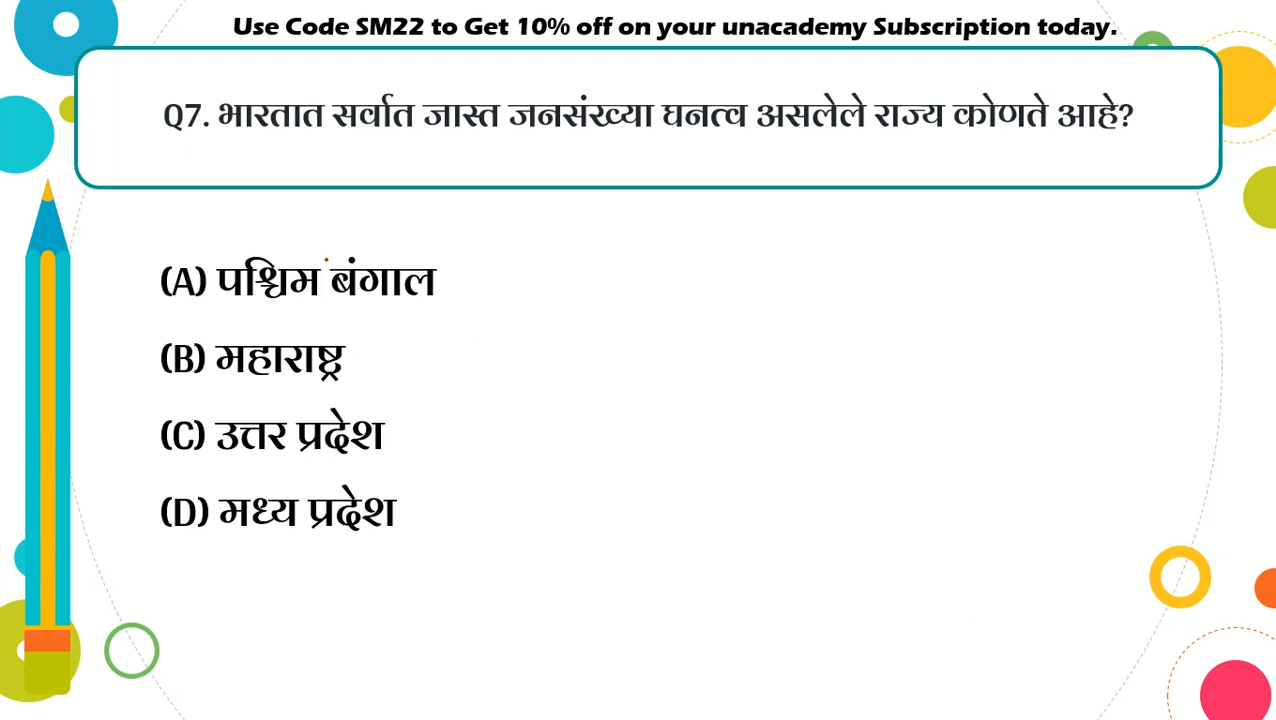 Use Code SM22 to Get 10% off on your unacademy Subscription today.
Q7. भारतात सर्वात जास्त जनसंख्या घनत्व असलेले राज्य कोणते आहे?
(A) पश्चिम बंगाल
(B) महाराष्ट्र
(C) उत्तर प्रदेश
(D) मध्य प्रदेश